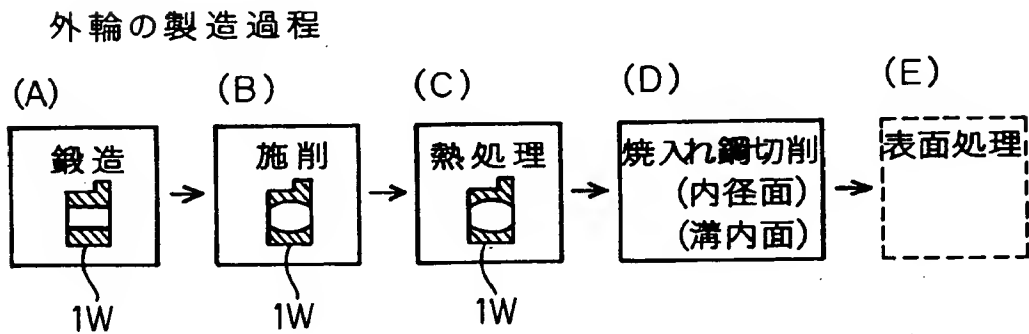 外輪の製造過程
(A)
(B)
(C)
(D)
(E)
鍛造
施削
熱処理
焼入れ鋼切削
(内径面)
(溝内面)
表面処理
1W
1W
1W